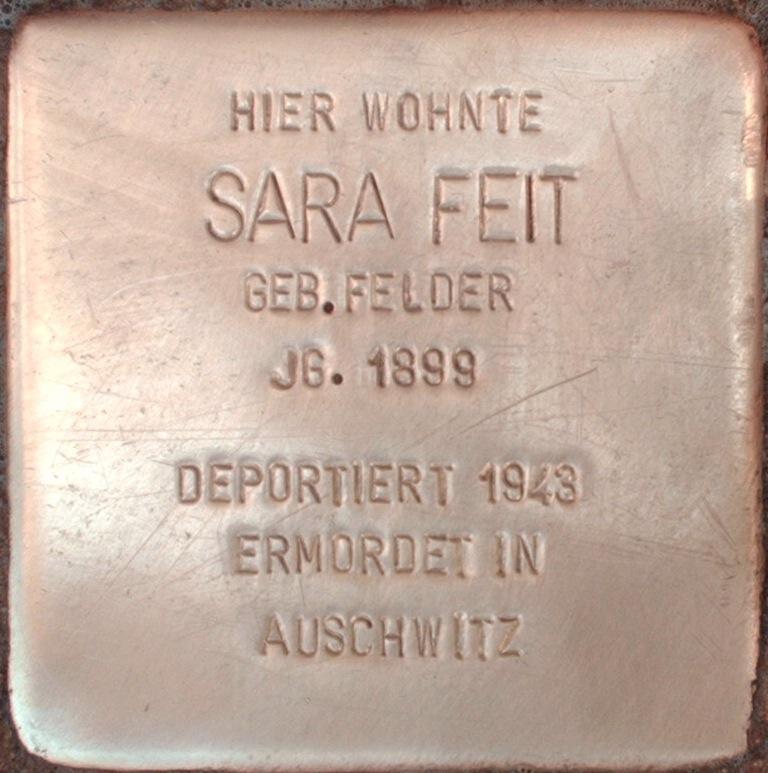 HIER WOHNTE
SARA FEIT
GEB. FELDER
JG. 1899
DEPORTIERT 1943
ERMORDET IN
AUSCHWITZ